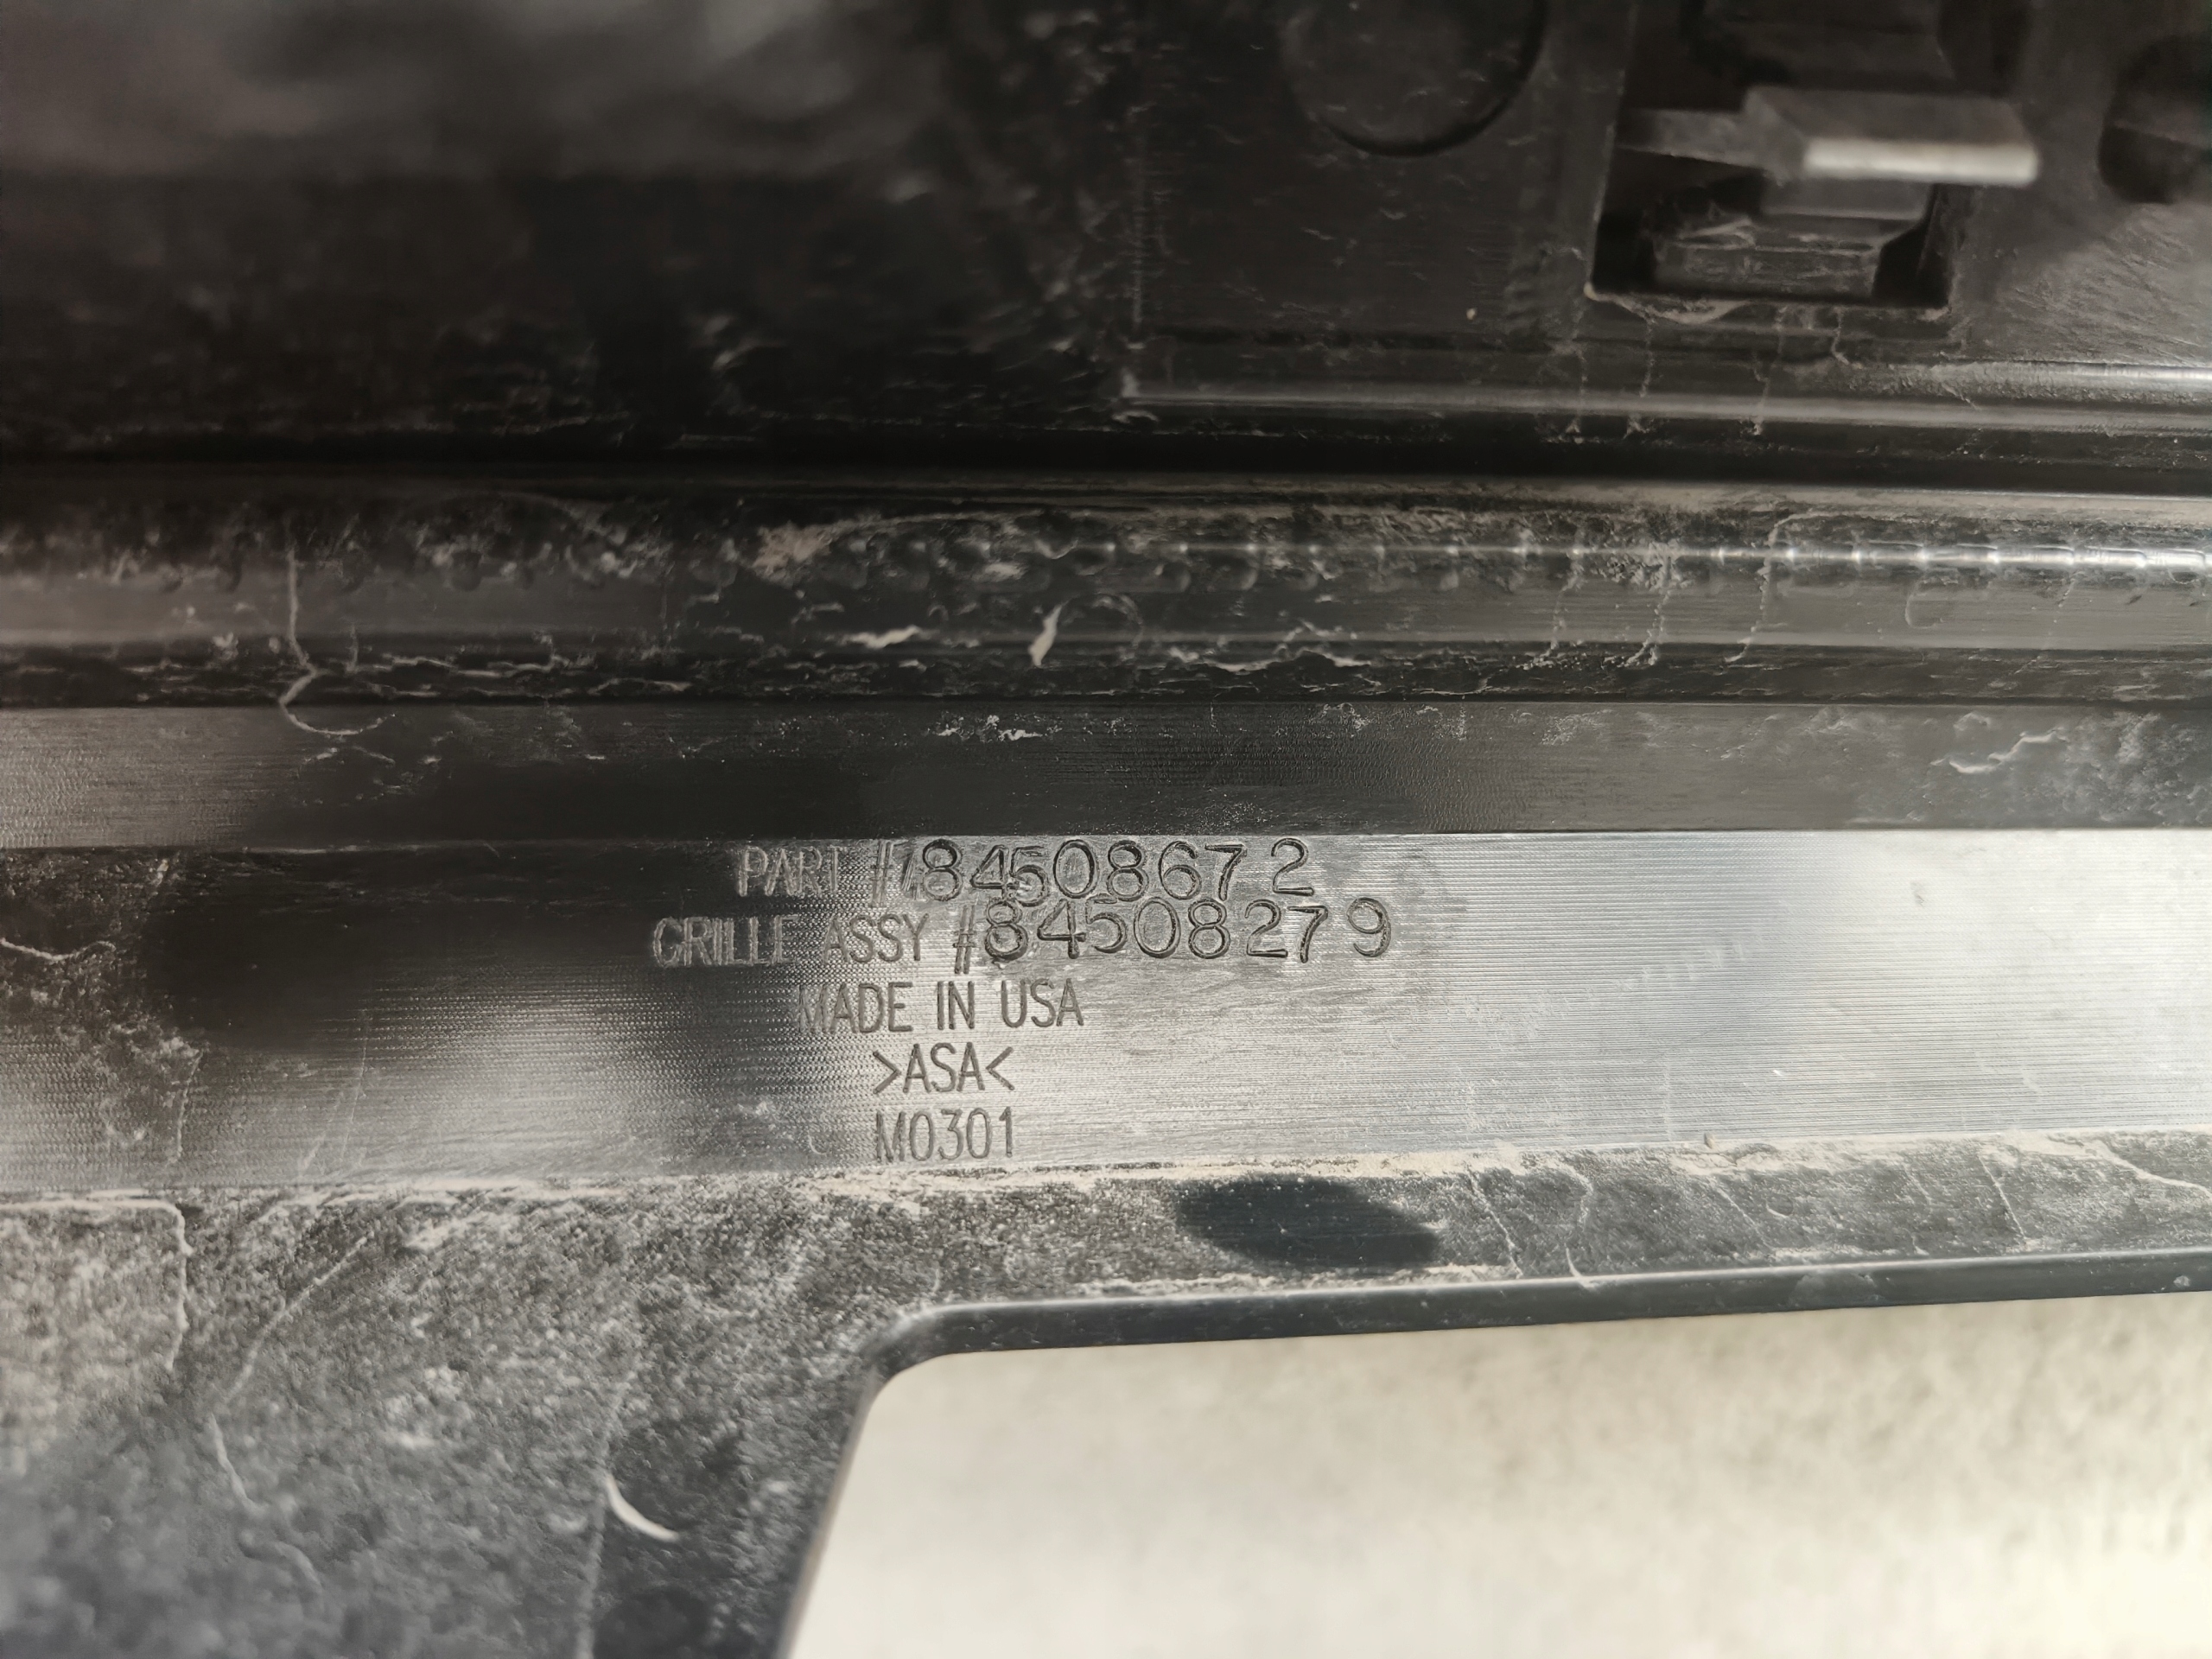 PART #84508672
GRILLE ASSY #84508279
MADE IN USA
>ASA<
M0301